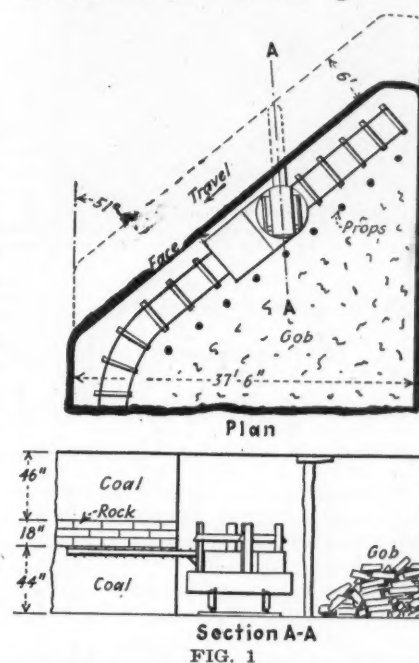 A
6'
51°
Travel
Face
Props
A
Gob
37'-6"
Plan
46"
Coal
Rock
18"
Gob
44"
Coal
Section A-A
FIG. 1